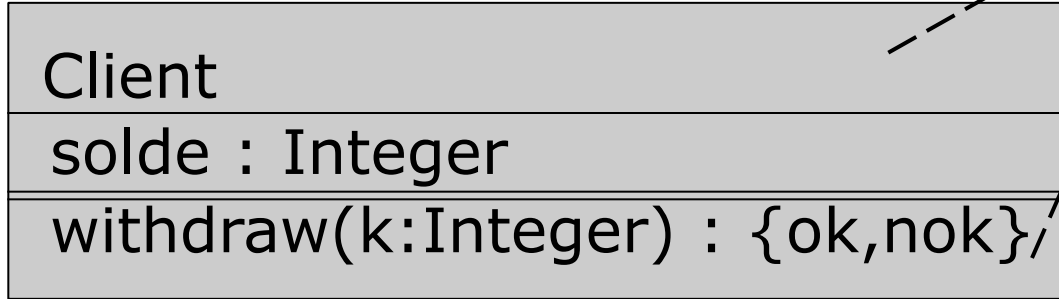 Client
solde : Integer
withdraw(k:Integer) : {ok,nok}